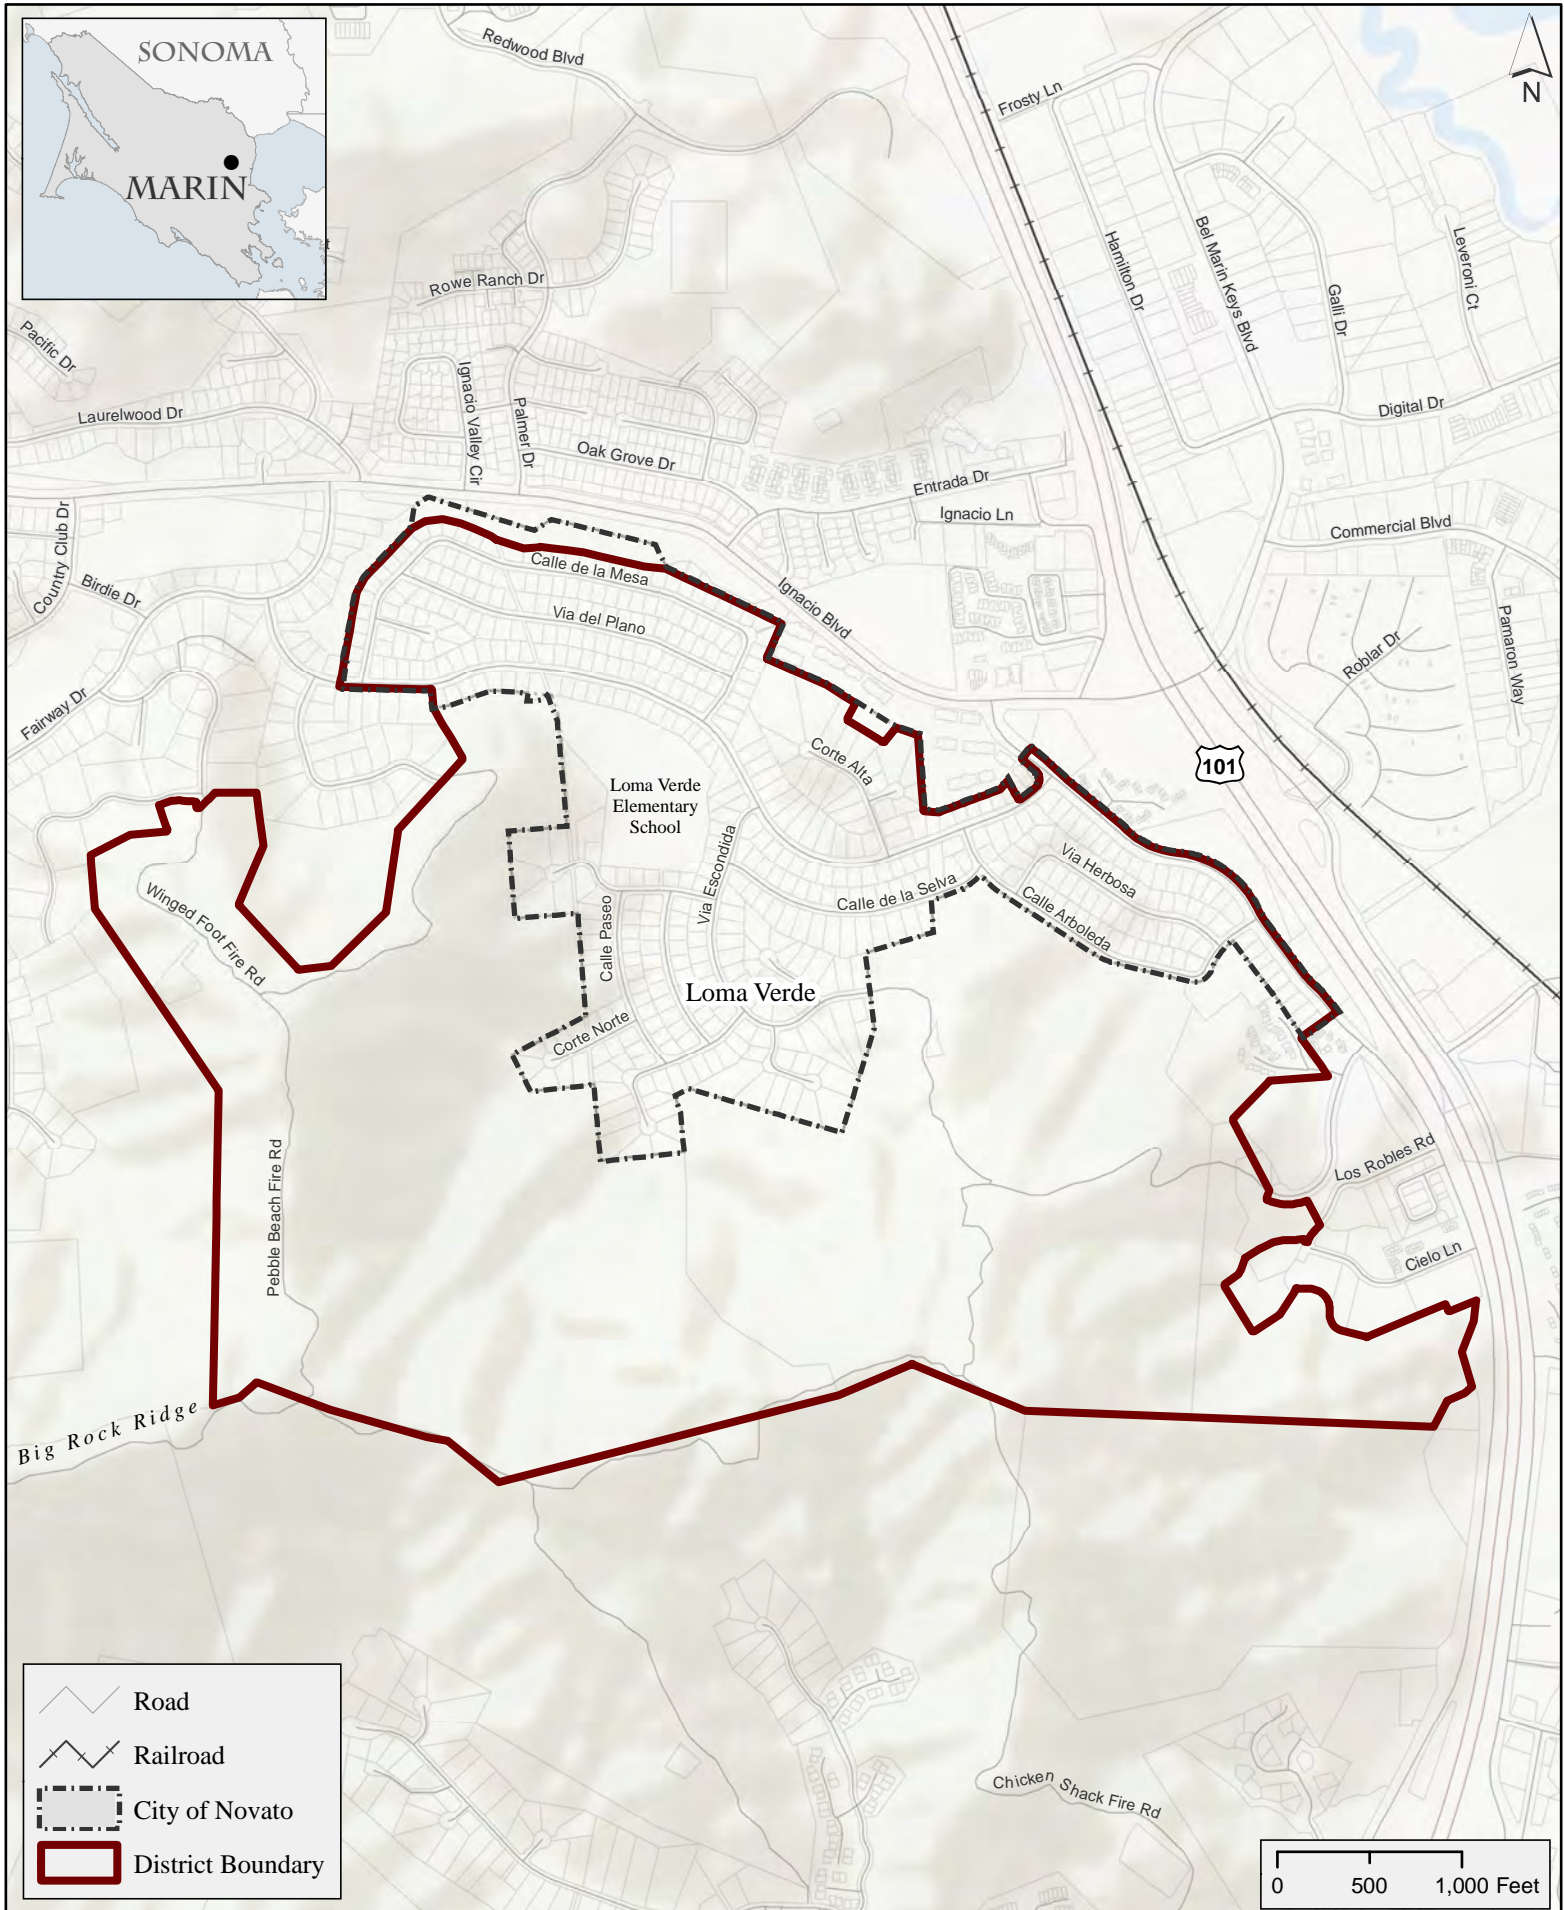 SONOMA
MARIN
t
N
Redwood Blvd
Frosty Ln
Rowe Ranch Dr
Hamilton Dr
Bel Marin Keys Blvd
Galli Dr
Leveroni Ct
Pacific Dr
Laurelwood Dr
Ignacio Valley Cir
Palmer Dr
Oak Grove Dr
Digital Dr
Entrada Dr
Ignacio Ln
Commercial Blvd
Country Club Dr
Birdie Dr
Calle de la Mesa
Via del Plano
Ignacio Blvd
Pamaron Way
Roblar Dr
Fairway Dr
Corte Alta
101
Loma Verde
Elementary
School
Via Escondida
Via Herbosa
Calle de la Selva
Calle Arboleda
Winged Foot Fire Rd
Calle Paseo
Loma Verde
Corte Norte
Pebble Beach Fire Rd
Los Robles Rd
Cielo Ln
Big Rock Ridge
Chicken Shack Fire Rd
Road
Railroad
City of Novato
District Boundary
0 500 1,000 Feet